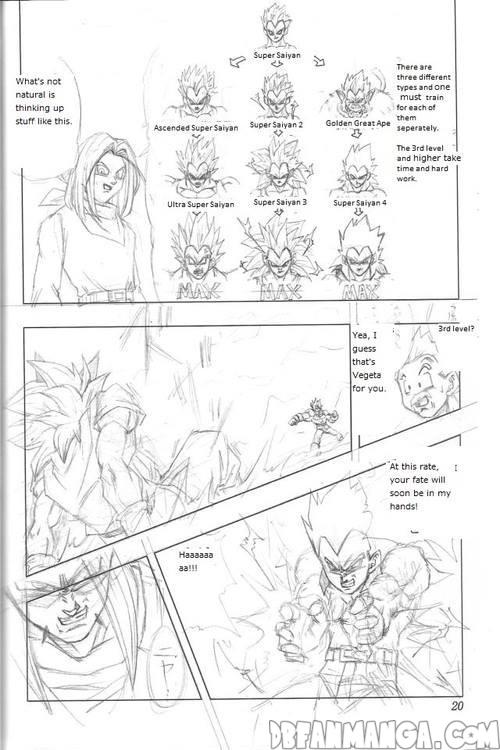 What's not
natural is
thinking up
stuff like this.
Super Saiyan
There are
three different
types and one
must train
for each of
them
seperately.
Ascended Super Saiyan
Super Saiyan 2
Golden Great Ape
The 3rd level
and higher take
time and hard
work.
Ultra Super Saiyan
Super Saiyan 3
Super Saiyan 4
MAX
MAX
MAX
3rd level?
Yea, I
guess
that's
Vegeta
for you.
At this rate,
your fate will
soon be in my
hands!
Haaaaaa
aa!!!
20
DBFANMANGA.COM